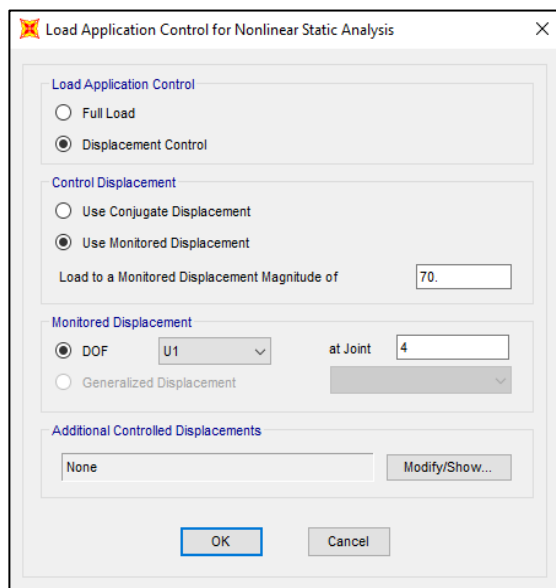 Load Application Control for Nonlinear Static Analysis
Load Application Control
Full Load
Displacement Control
Control Displacement
Use Conjugate Displacement
Use Monitored Displacement
Load to a Monitored Displacement Magnitude of 70.
Monitored Displacement
DOF U1 at Joint 4
Generalized Displacement
Additional Controlled Displacements
None Modify/Show...
OK Cancel